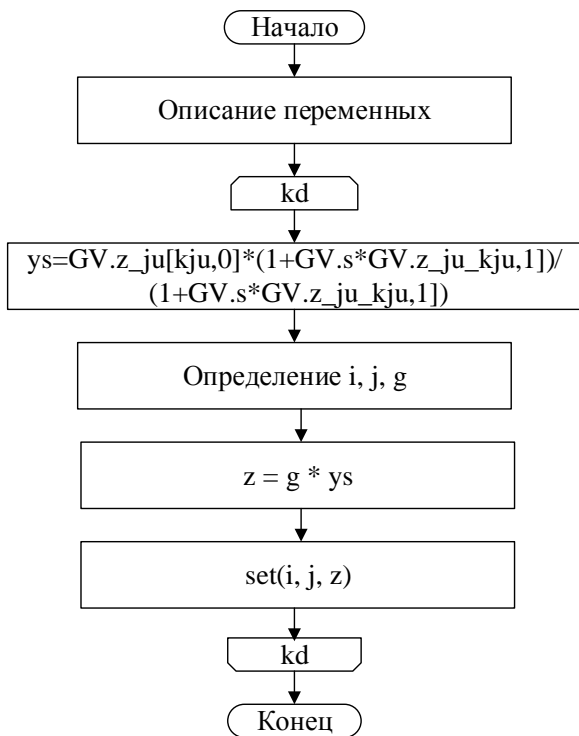 Начало
Описание переменных
kd
ys=GV.z_ju[kju,0]*(1+GV.s*GV.z_ju_kju,1])/
(1+GV.s*GV.z_ju_kju,1])
Определение i, j, g
z = g * ys
set(i, j, z)
kd
Конец